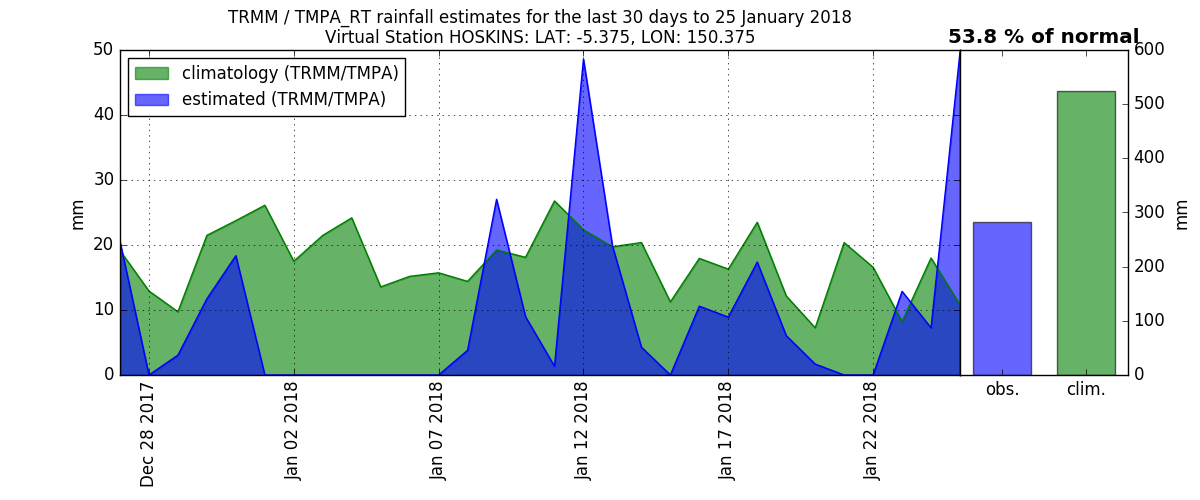 TRMM / TMPA_RT rainfall estimates for the last 30 days to 25 January 2018
Virtual Station HOSKINS: LAT: -5.375, LON: 150.375
53.8 % of normal
climatology (TRMM/TMPA)
estimated (TRMM/TMPA)
mm
50
40
30
20
10
0
Dec 28 2017
Jan 02 2018
Jan 07 2018
Jan 12 2018
Jan 17 2018
Jan 22 2018
obs.
clim.
600
500
400
300
200
100
0
mm